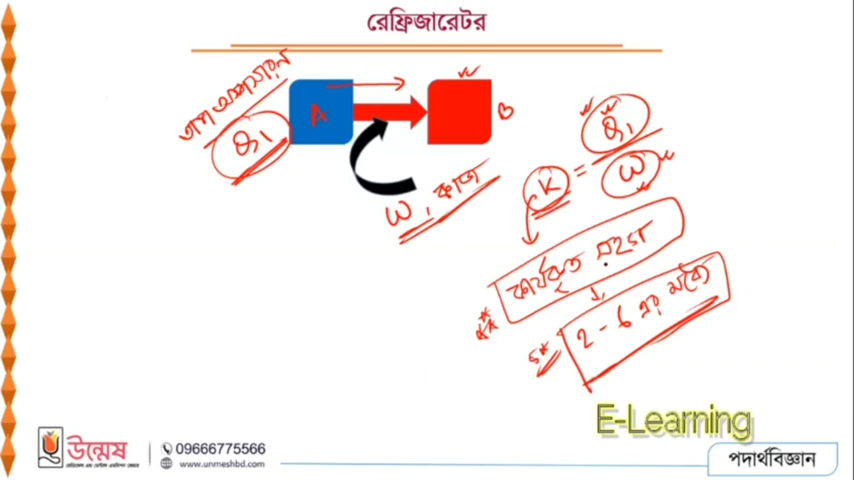 রেফ্রিজারেটর
তাপ অপসারণ
Q₁
A
B
W, কাজ
K = Q₁ / W
কার্যকৃত সহগ
2-6 এর মধ্যে
E-Learning
উন্মেষ
09666775566
www.unmeshbd.com
পদার্থবিজ্ঞান